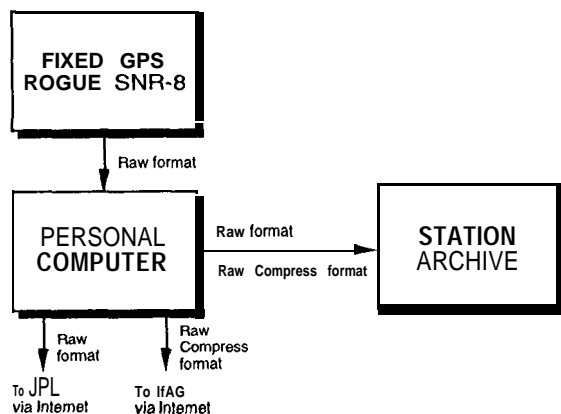 FIXED GPS
ROGUE SNR-8
Raw format
PERSONAL
COMPUTER
Raw format
Raw Compress format
STATION
ARCHIVE
Raw
format
Raw
Compress
format
To JPL
via Internet
To IfAG
via Internet